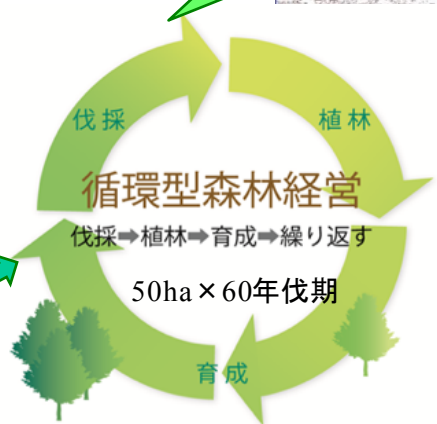 伐採
植林
循環型森林経営
伐採➡植林➡育成➡繰り返す
50ha×60年伐期
育成